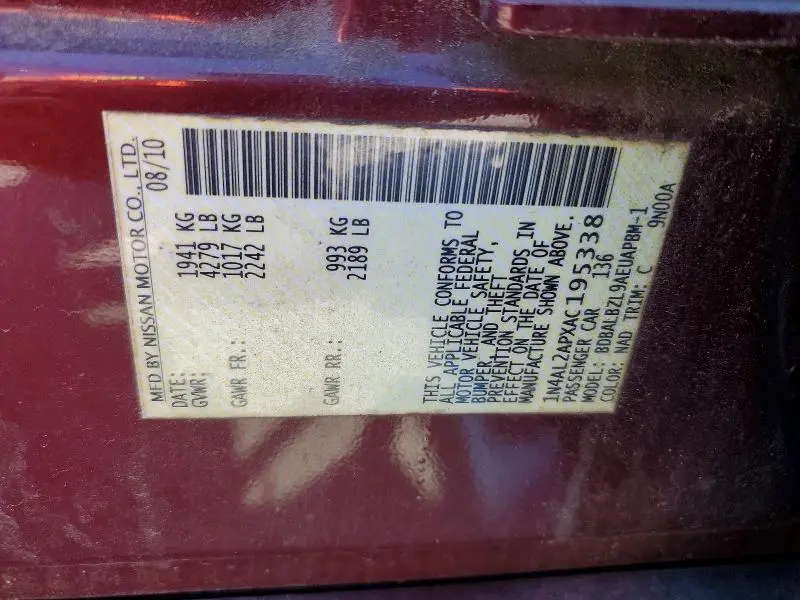 MFD BY NISSAN MOTOR CO., LTD.
DATE: 08/10
GVWR: 1941 KG
4279 LB
GAWR FR.: 1017 KG
2242 LB
GAWR RR.: 993 KG
2189 LB
THIS VEHICLE CONFORMS TO
ALL APPLICABLE FEDERAL
MOTOR VEHICLE SAFETY,
BUMPER, AND THEFT
PREVENTION STANDARDS IN
EFFECT ON THE DATE OF
MANUFACTURE SHOWN ABOVE.
1N4AL2APXAC195338
PASSENGER CAR 136
MODEL: BDBALBZL9AEUAPBM-1
COLOR: NAD TRIM: C 9N00A